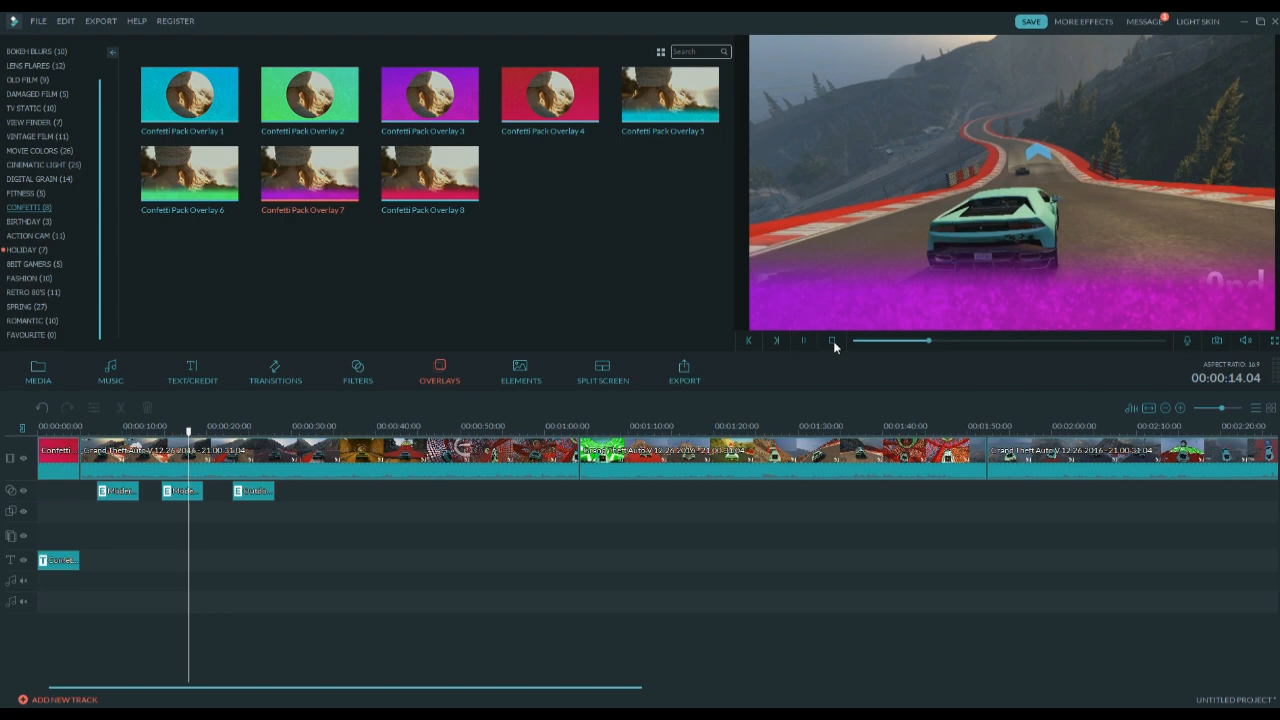 FILE EDIT EXPORT HELP REGISTER
SAVE MORE EFFECTS MESSAGE 1 LIGHT SKIN
BOKEH BLURS (10)
LENS FLARES (12)
OLD FILM (9)
DAMAGED FILM (5)
TV STATIC (10)
VIEW FINDER (7)
VINTAGE FILM (11)
MOVIE COLORS (26)
CINEMATIC LIGHT (25)
DIGITAL GRAIN (14)
FITNESS (5)
CONFETTI (8)
BIRTHDAY (3)
ACTION CAM (11)
HOLIDAY (7)
8BIT GAMERS (5)
FASHION (10)
RETRO 80'S (11)
SPRING (27)
ROMANTIC (10)
FAVOURITE (0)
Search
Confetti Pack Overlay 1
Confetti Pack Overlay 2
Confetti Pack Overlay 3
Confetti Pack Overlay 4
Confetti Pack Overlay 5
Confetti Pack Overlay 6
Confetti Pack Overlay 7
Confetti Pack Overlay 8
2nd
MEDIA MUSIC TEXT/CREDIT TRANSITIONS FILTERS OVERLAYS ELEMENTS SPLIT SCREEN EXPORT
ASPECT RATIO: 16:9
00:00:14.04
00:00:00:00 00:00:10:00 00:00:20:00 00:00:30:00 00:00:40:00 00:00:50:00 00:01:00:00 00:01:10:00 00:01:20:00 00:01:30:00 00:01:40:00 00:01:50:00 00:02:00:00 00:02:10:00 00:02:20:00
Confetti Grand Theft Auto V 12.26.2016 - 21.00.31.04 Grand Theft Auto V 12.26.2016 - 21.00.31.04 Grand Theft Auto V 12.26.2016 - 21.00.31.04
E Moder... E Mode... E Outdo...
T Confet...
ADD NEW TRACK
UNTITLED PROJECT *